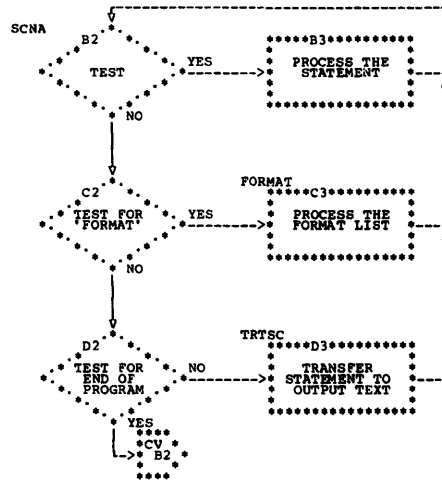 SCNA
B2
TEST
YES
NO
B3
PROCESS THE
STATEMENT
C2
TEST FOR
'FORMAT'
YES
NO
FORMAT
C3
PROCESS THE
FORMAT LIST
D2
TEST FOR
END OF
PROGRAM
NO
YES
TRTSC
D3
TRANSFER
STATEMENT TO
OUTPUT TEXT
CV
B2